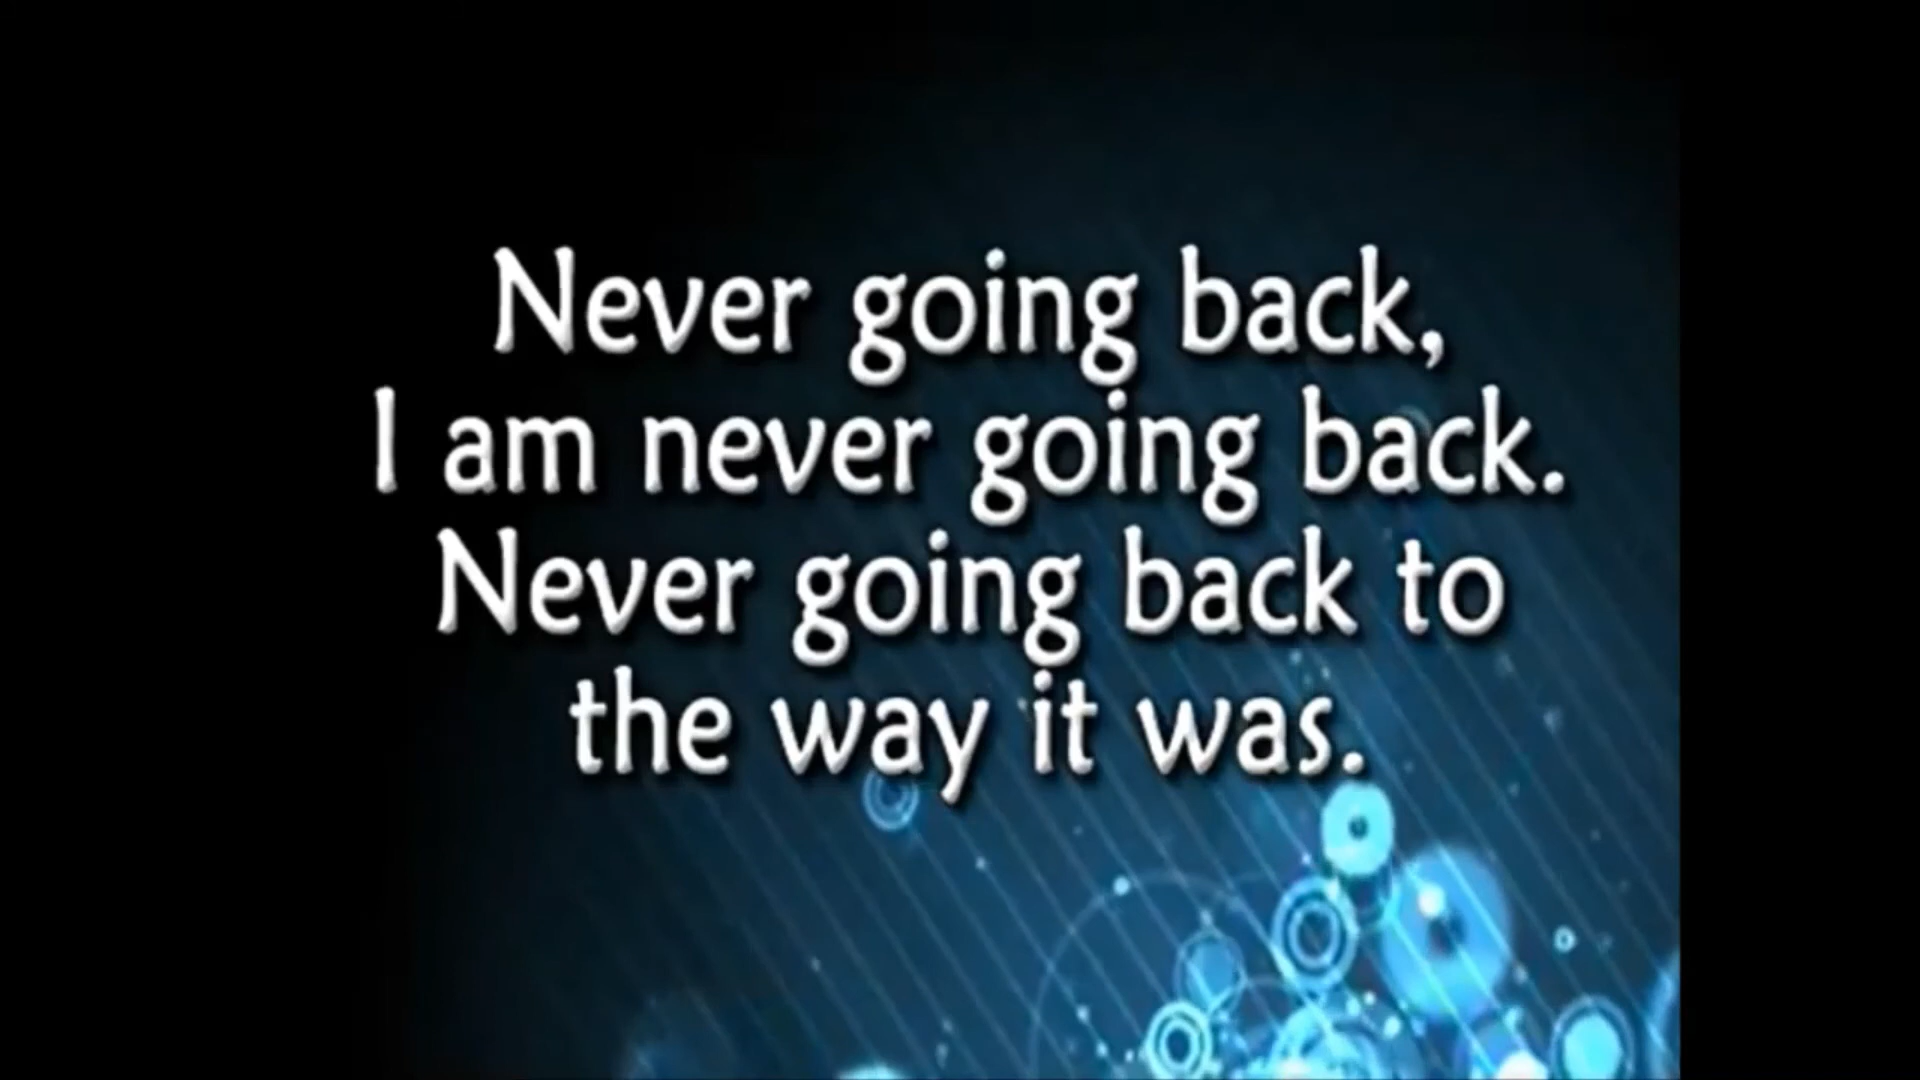 Never going back,
I am never going back.
Never going back to
the way it was.